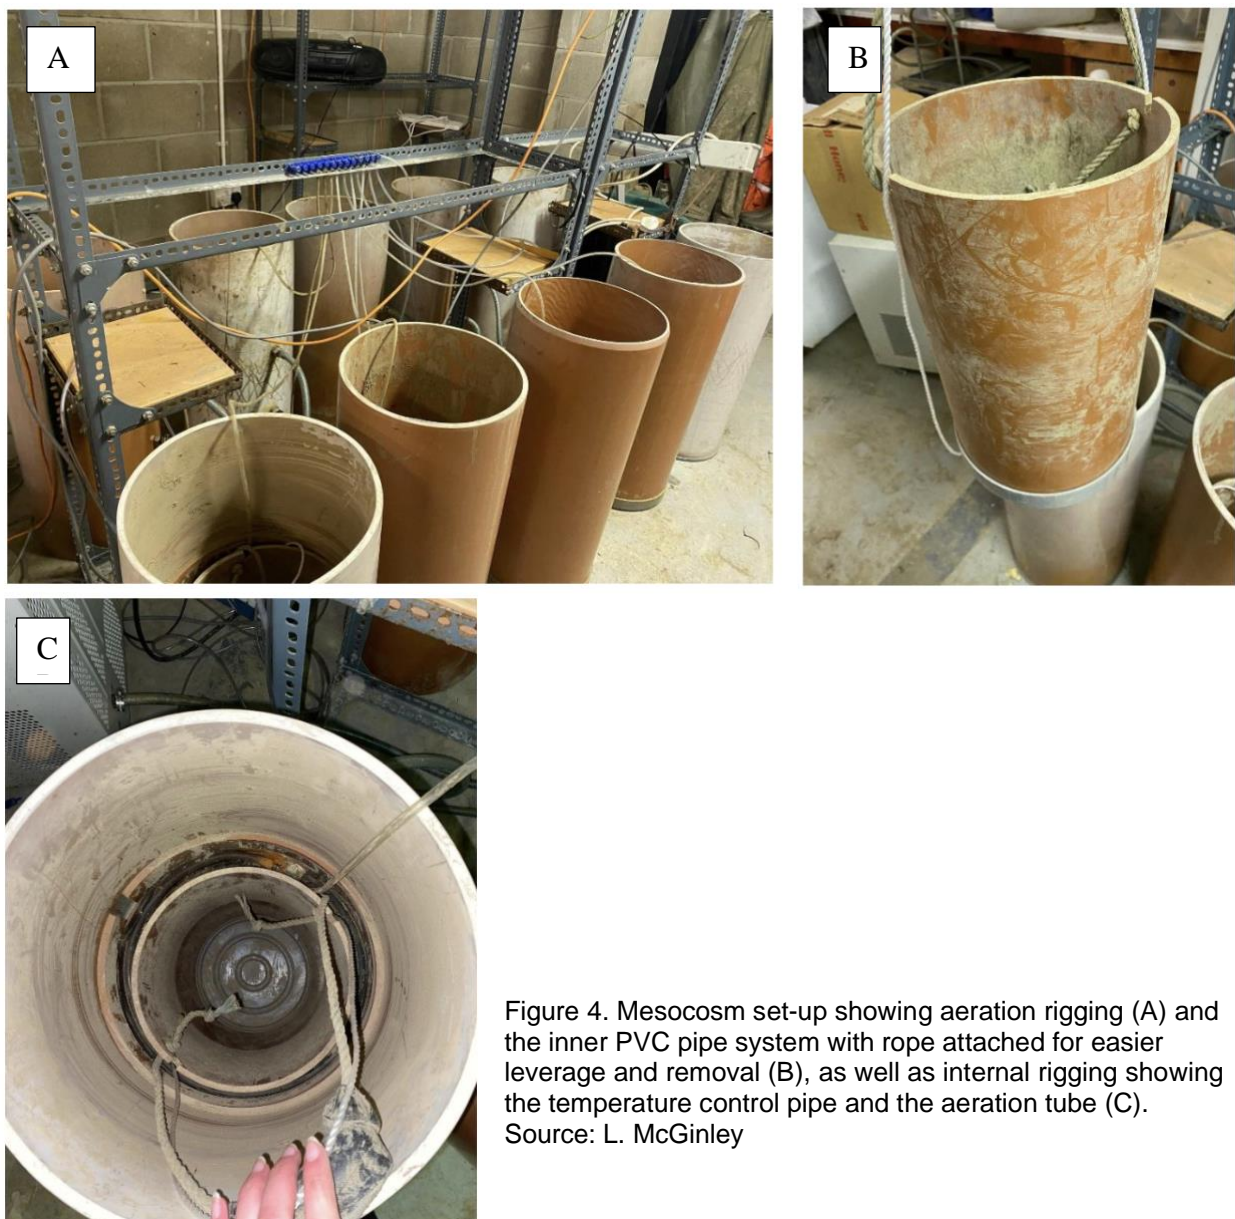 A
B
C
Figure 4. Mesocosm set-up showing aeration rigging (A) and
the inner PVC pipe system with rope attached for easier
leverage and removal (B), as well as internal rigging showing
the temperature control pipe and the aeration tube (C).
Source: L. McGinley